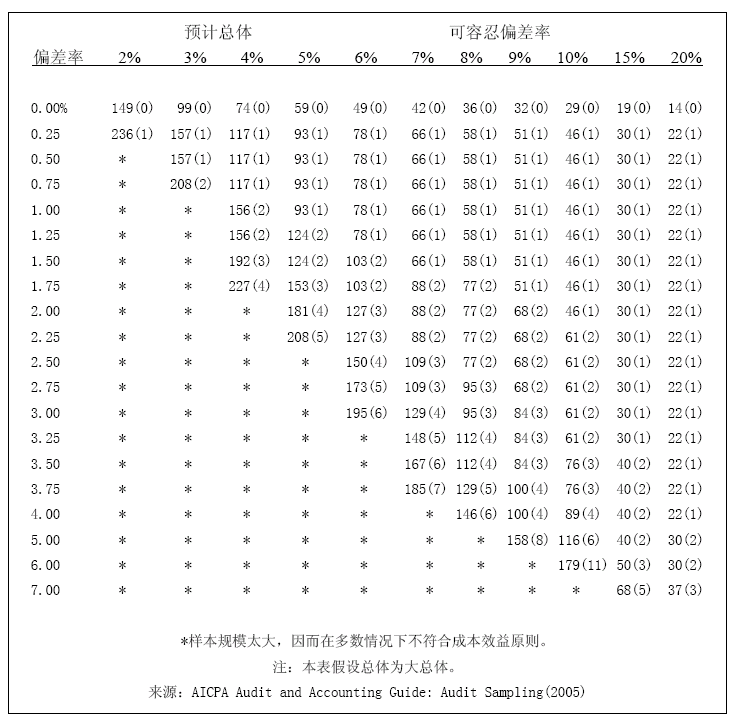 预计总体 可容忍偏差率
偏差率 2% 3% 4% 5% 6% 7% 8% 9% 10% 15% 20%
0.00% 149(0) 99(0) 74(0) 59(0) 49(0) 42(0) 36(0) 32(0) 29(0) 19(0) 14(0)
0.25 236(1) 157(1) 117(1) 93(1) 78(1) 66(1) 58(1) 51(1) 46(1) 30(1) 22(1)
0.50 * 157(1) 117(1) 93(1) 78(1) 66(1) 58(1) 51(1) 46(1) 30(1) 22(1)
0.75 * 208(2) 117(1) 93(1) 78(1) 66(1) 58(1) 51(1) 46(1) 30(1) 22(1)
1.00 * * 156(2) 93(1) 78(1) 66(1) 58(1) 51(1) 46(1) 30(1) 22(1)
1.25 * * 156(2) 124(2) 78(1) 66(1) 58(1) 51(1) 46(1) 30(1) 22(1)
1.50 * * 192(3) 124(2) 103(2) 66(1) 58(1) 51(1) 46(1) 30(1) 22(1)
1.75 * * 227(4) 153(3) 103(2) 88(2) 77(2) 51(1) 46(1) 30(1) 22(1)
2.00 * * * 181(4) 127(3) 88(2) 77(2) 68(2) 46(1) 30(1) 22(1)
2.25 * * * 208(5) 127(3) 88(2) 77(2) 68(2) 61(2) 30(1) 22(1)
2.50 * * * * 150(4) 109(3) 77(2) 68(2) 61(2) 30(1) 22(1)
2.75 * * * * 173(5) 109(3) 95(3) 68(2) 61(2) 30(1) 22(1)
3.00 * * * * 195(6) 129(4) 95(3) 84(3) 61(2) 30(1) 22(1)
3.25 * * * * * 148(5) 112(4) 84(3) 61(2) 30(1) 22(1)
3.50 * * * * * 167(6) 112(4) 84(3) 76(3) 40(2) 22(1)
3.75 * * * * * 185(7) 129(5) 100(4) 76(3) 40(2) 22(1)
4.00 * * * * * * 146(6) 100(4) 89(4) 40(2) 22(1)
5.00 * * * * * * * 158(8) 116(6) 40(2) 30(2)
6.00 * * * * * * * * 179(11) 50(3) 30(2)
7.00 * * * * * * * * * 68(5) 37(3)
*样本规模太大，因而在多数情况下不符合成本效益原则。
注：本表假设总体为大总体。
来源：AICPA Audit and Accounting Guide: Audit Sampling(2005)